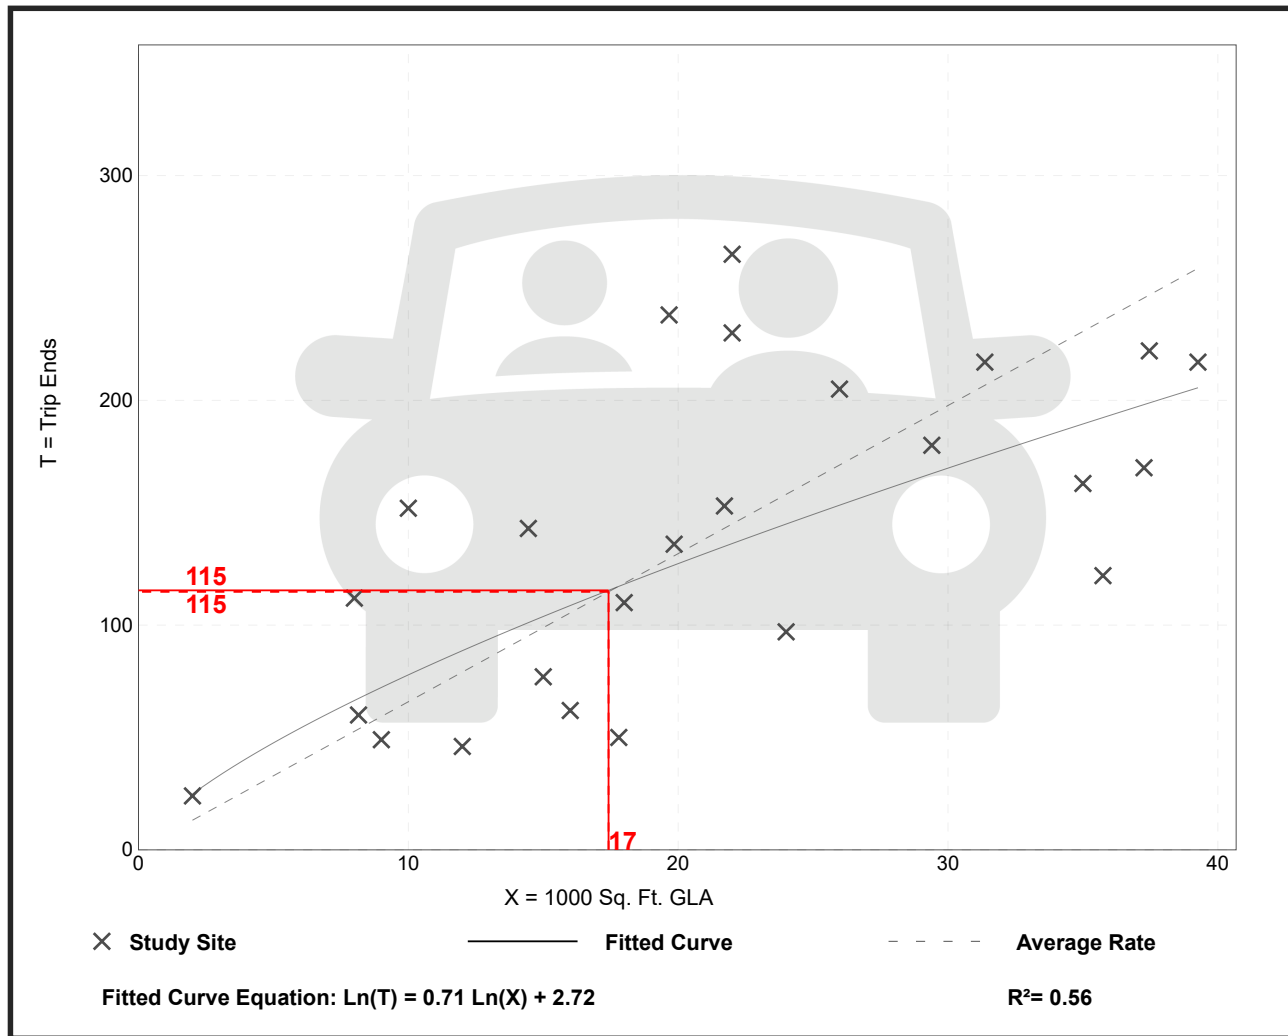 300
200
100
0
T = Trip Ends
115
115
17
0 10 20 30 40
X = 1000 Sq. Ft. GLA
Study Site Fitted Curve Average Rate
Fitted Curve Equation: Ln(T) = 0.71 Ln(X) + 2.72 R²= 0.56